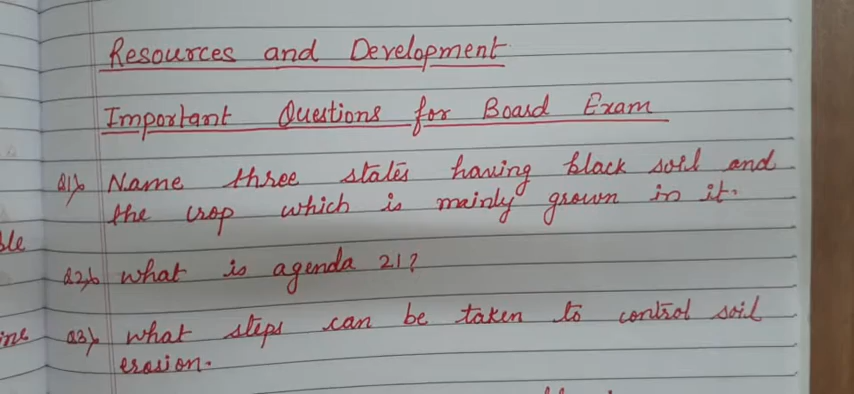 Resources and Development
Important Questions for Board Exam
Q1) Name three states having black soil and
the crop which is mainly grown in it.
Q2) What is agenda 21?
Q3) What steps can be taken to control soil
erosion.